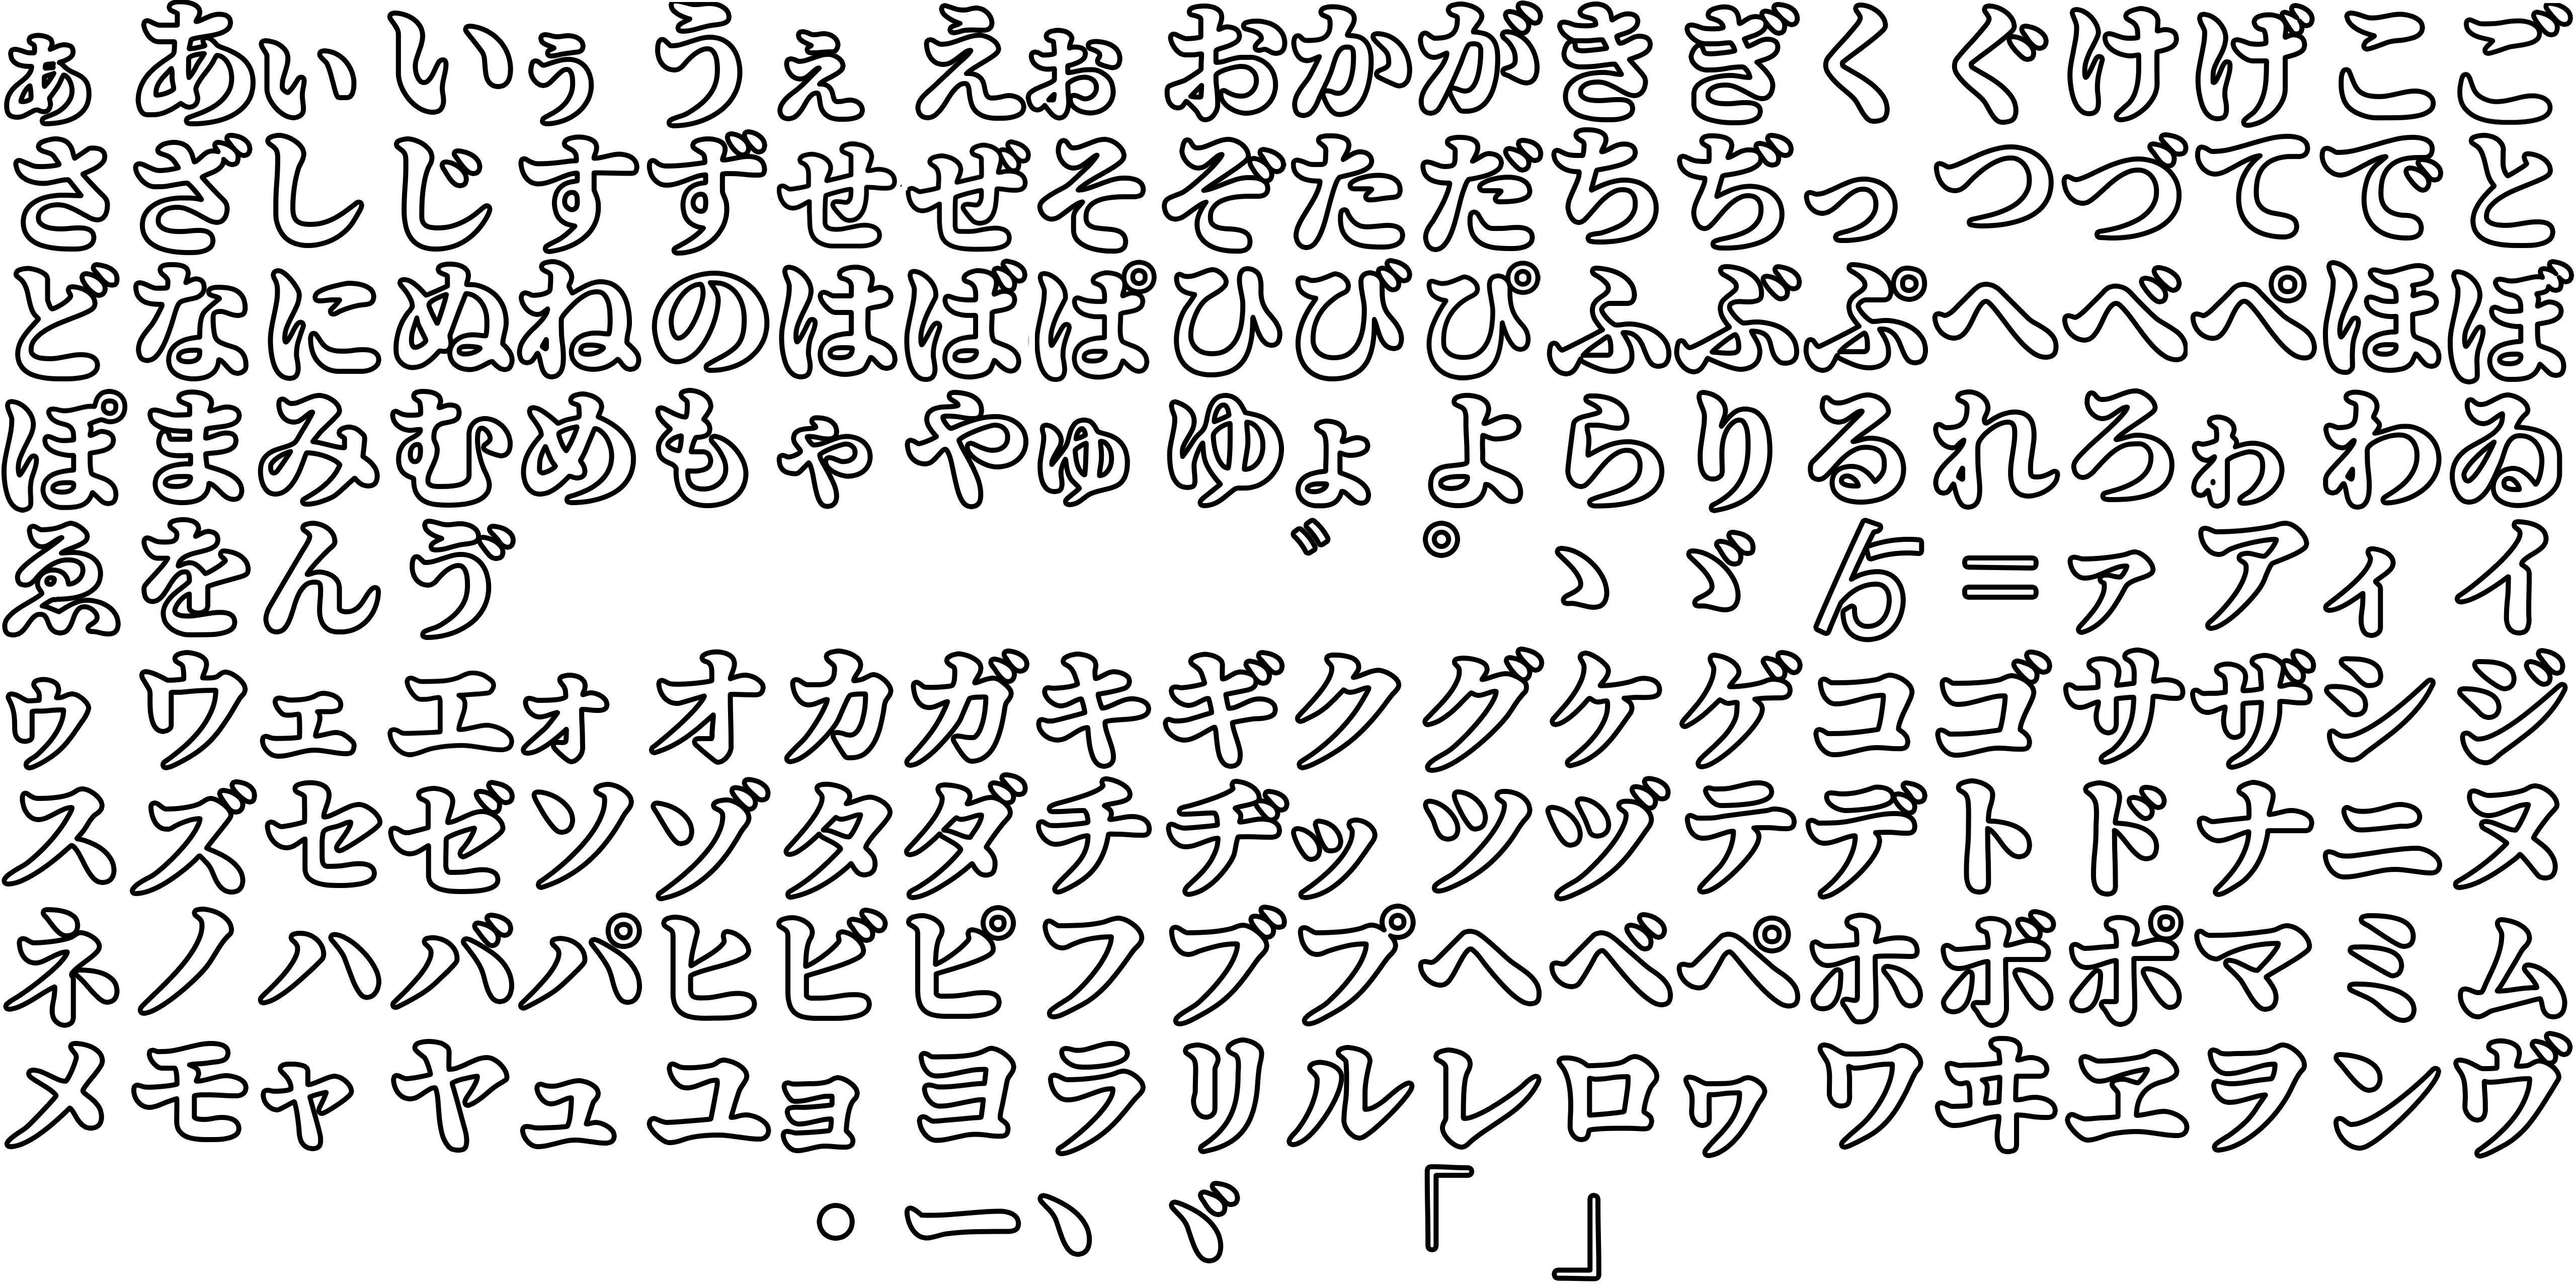 ぁあぃいぅうぇえぉおかがきぎくぐけげこご
さざしじすずせぜそぞただちぢっつづてでと
どなにぬねのはばぱひびぴふぶぷへべぺほぼ
ぽまみむめもゃやゅゆょよらりるれろゎわゐ
ゑをんゔ ゛゜ゝゞゟ゠ァアィイ
ゥウェエォオカガキギクグケゲコゴサザシジ
スズセゼソゾタダチヂッツヅテデトドナニヌ
ネノハバパヒビピフブプヘベペホボポマミム
メモャヤュユョヨラリルレロヮワヰヱヲンヴ
・ーヽヾ 「」